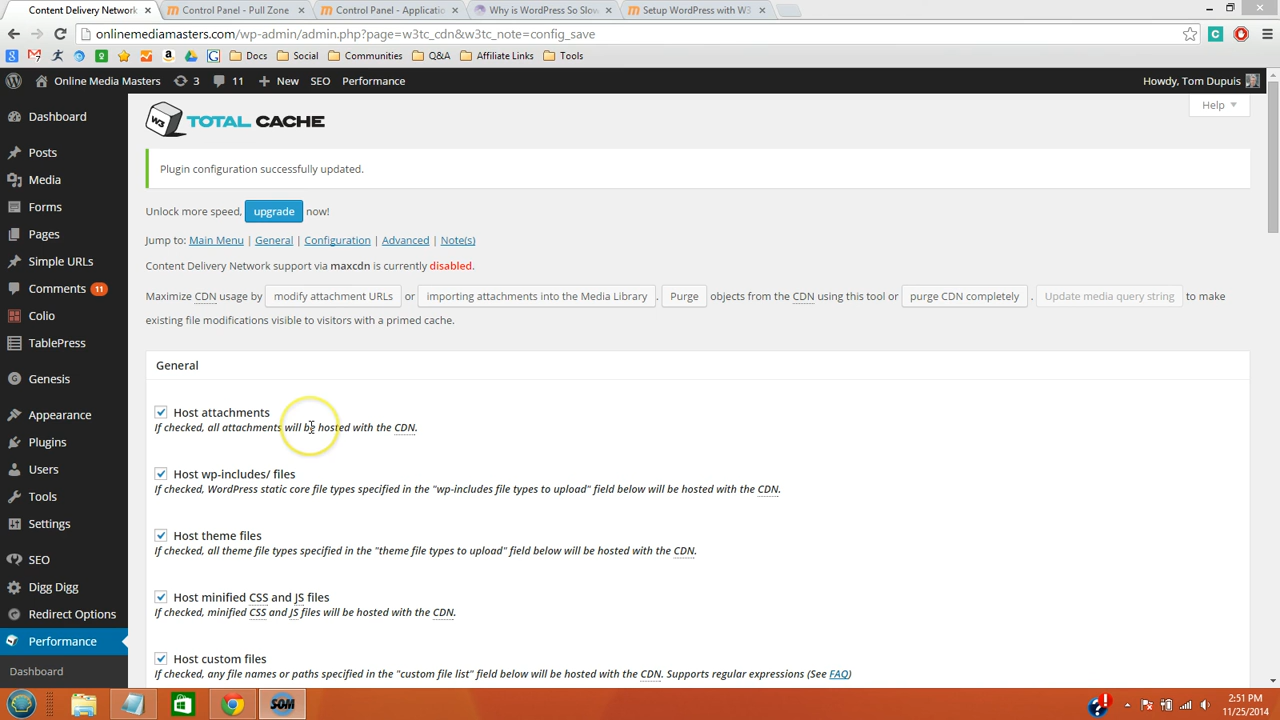 Content Delivery Network
Control Panel - Pull Zone
Control Panel - Applicatio
Why is WordPress So Slow
Setup WordPress with W3
onlinemediamasters.com/wp-admin/admin.php?page=w3tc_cdn&w3tc_note=config_save
Docs
Social
Communities
Q&A
Affiliate Links
Tools
Online Media Masters
3
11
New
SEO
Performance
Howdy, Tom Dupuis
Dashboard
Posts
Media
Forms
Pages
Simple URLs
Comments 11
Colio
TablePress
Genesis
Appearance
Plugins
Users
Tools
Settings
SEO
Digg Digg
Redirect Options
Performance
Dashboard
W3 TOTAL CACHE
Help
Plugin configuration successfully updated.
Unlock more speed, upgrade now!
Jump to: Main Menu | General | Configuration | Advanced | Note(s)
Content Delivery Network support via maxcdn is currently disabled.
Maximize CDN usage by modify attachment URLs or importing attachments into the Media Library . Purge objects from the CDN using this tool or purge CDN completely . Update media query string to make
existing file modifications visible to visitors with a primed cache.
General
Host attachments
If checked, all attachments will be hosted with the CDN.
Host wp-includes/ files
If checked, WordPress static core file types specified in the "wp-includes file types to upload" field below will be hosted with the CDN.
Host theme files
If checked, all theme file types specified in the "theme file types to upload" field below will be hosted with the CDN.
Host minified CSS and JS files
If checked, minified CSS and JS files will be hosted with the CDN.
Host custom files
If checked, any file names or paths specified in the "custom file list" field below will be hosted with the CDN. Supports regular expressions (See FAQ)
SOM
2:51 PM
11/25/2014